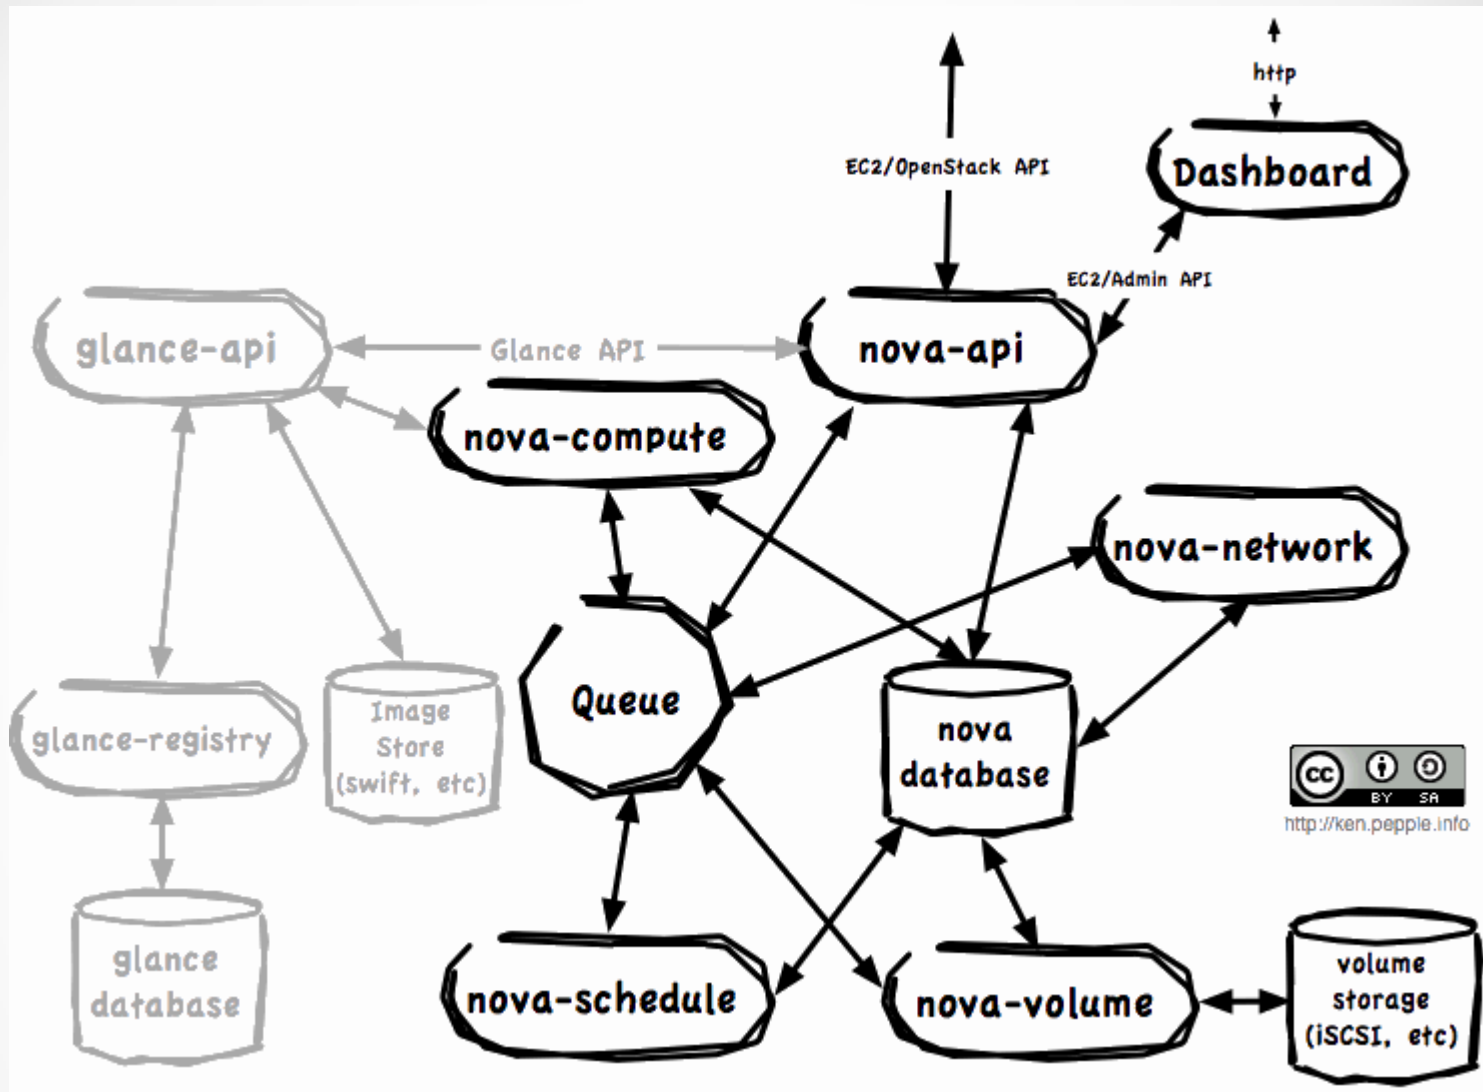 http
EC2/OpenStack API
Dashboard
EC2/Admin API
glance-api
Glance API
nova-api
nova-compute
nova-network
Queue
Image
Store
(swift, etc)
glance-registry
nova
database
cc
BY SA
http://ken.pepple.info
glance
database
nova-schedule
nova-volume
volume
storage
(iSCSI, etc)